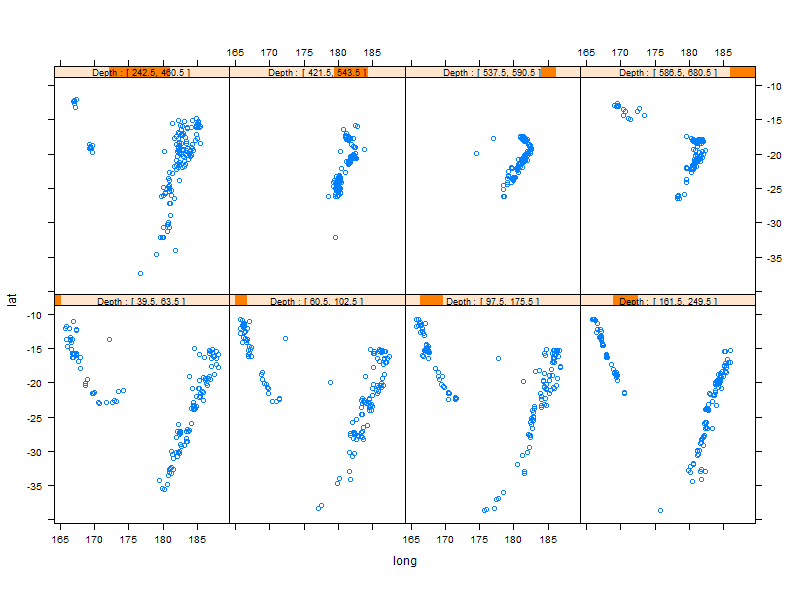 165 170 175 180 185 165 170 175 180 185
Depth : [ 242.5, 460.5 ] Depth : [ 421.5, 543.5 ] Depth : [ 537.5, 590.5 ] Depth : [ 586.5, 680.5 ]
-10
-15
-20
-25
-30
-35
lat
Depth : [ 39.5, 63.5 ] Depth : [ 60.5, 102.5 ] Depth : [ 97.5, 175.5 ] Depth : [ 161.5, 249.5 ]
-10
-15
-20
-25
-30
-35
165 170 175 180 185 165 170 175 180 185
long